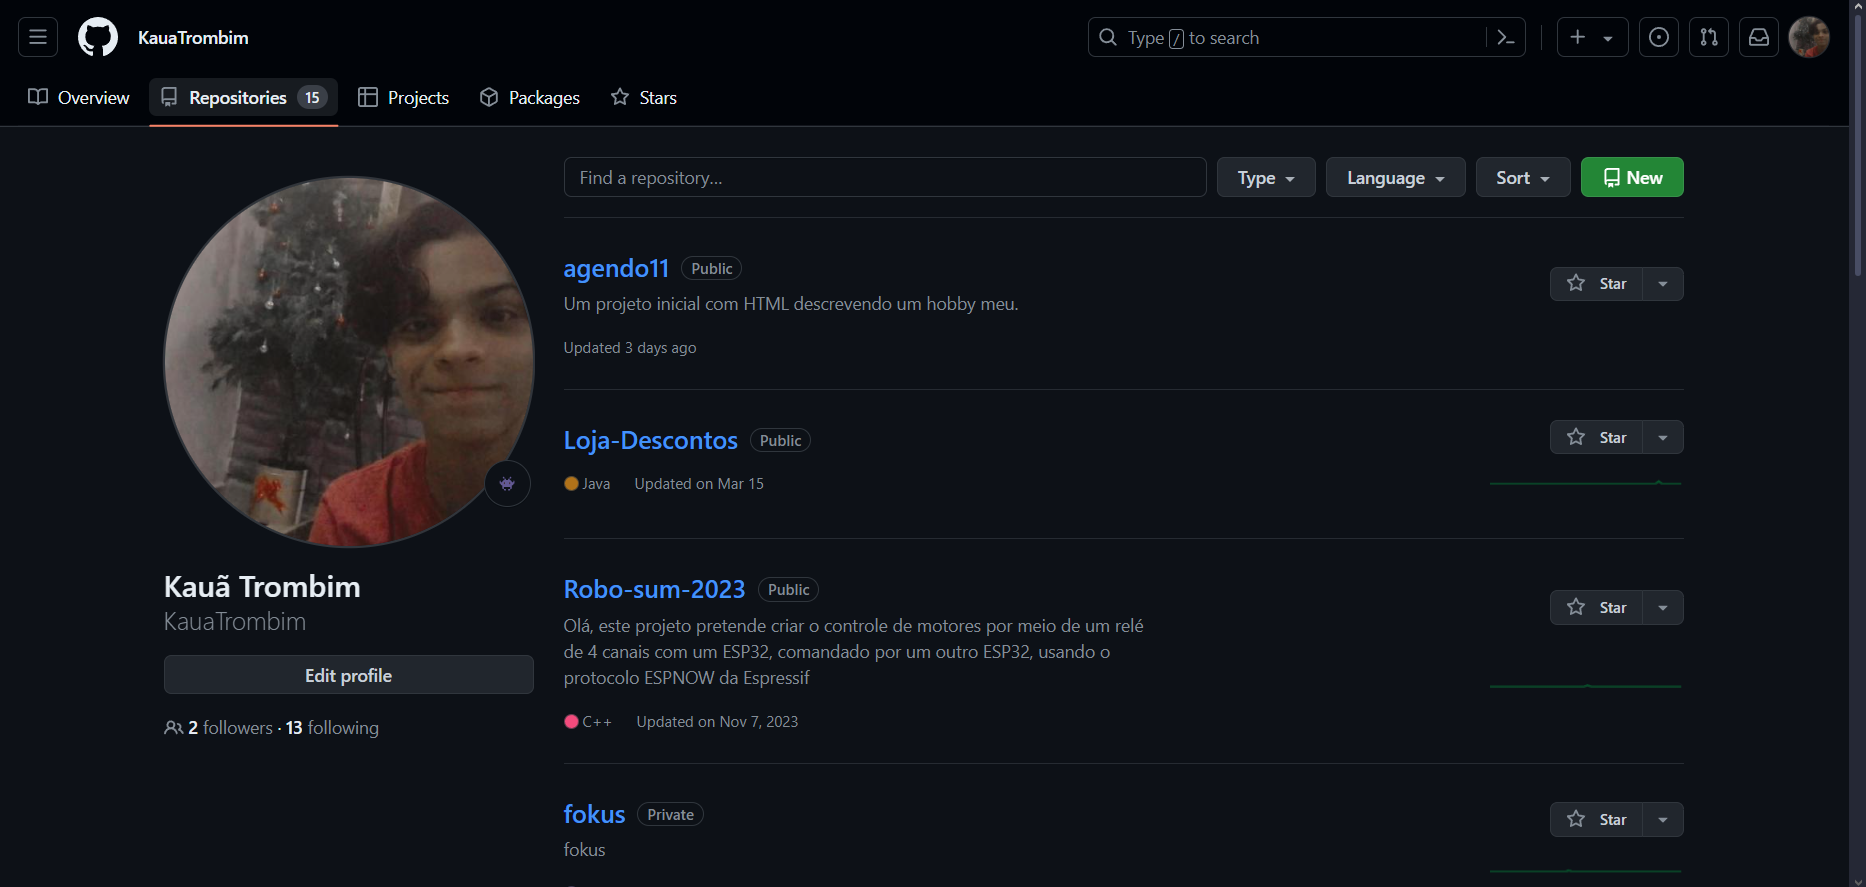 KauaTrombim
Type / to search
Overview
Repositories 15
Projects
Packages
Stars
Find a repository...
Type
Language
Sort
New
agendo11 Public
Star
Um projeto inicial com HTML descrevendo um hobby meu.
Updated 3 days ago
Loja-Descontos Public
Star
Java Updated on Mar 15
Kauã Trombim
KauaTrombim
Edit profile
2 followers · 13 following
Robo-sum-2023 Public
Star
Olá, este projeto pretende criar o controle de motores por meio de um relé
de 4 canais com um ESP32, comandado por um outro ESP32, usando o
protocolo ESPNOW da Espressif
C++ Updated on Nov 7, 2023
fokus Private
Star
fokus